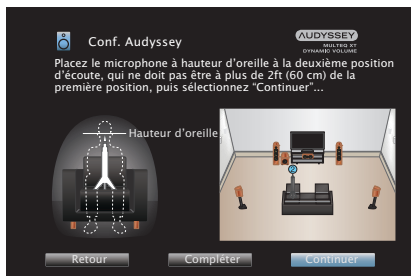 Conf. Audyssey
AUDYSSEY
MULTEQ XT
DYNAMIC VOLUME
Placez le microphone à hauteur d’oreille à la deuxième position
d’écoute, qui ne doit pas être à plus de 2ft (60 cm) de la
première position, puis sélectionnez “Continuer”...
Hauteur d’oreille
2
Retour
Compléter
Continuer